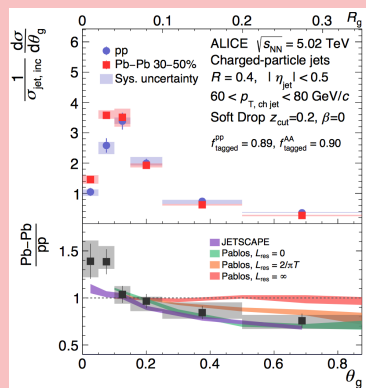 0 0.1 0.2 0.3 R_g
1/σ_jet, inc dσ/dθ_g
6
5
4
3
2
1
pp
Pb–Pb 30–50%
Sys. uncertainty
ALICE √s_NN = 5.02 TeV
Charged-particle jets
R = 0.4, | η_jet | < 0.5
60 < p_T, ch jet < 80 GeV/c
Soft Drop z_cut=0.2, β=0
f^pp_tagged = 0.89, f^AA_tagged = 0.90
Pb–Pb/pp
1.5
1
0.5
JETSCAPE
Pablos, L_res = 0
Pablos, L_res = 2/πT
Pablos, L_res = ∞
0 0.2 0.4 0.6 0.8
θ_g